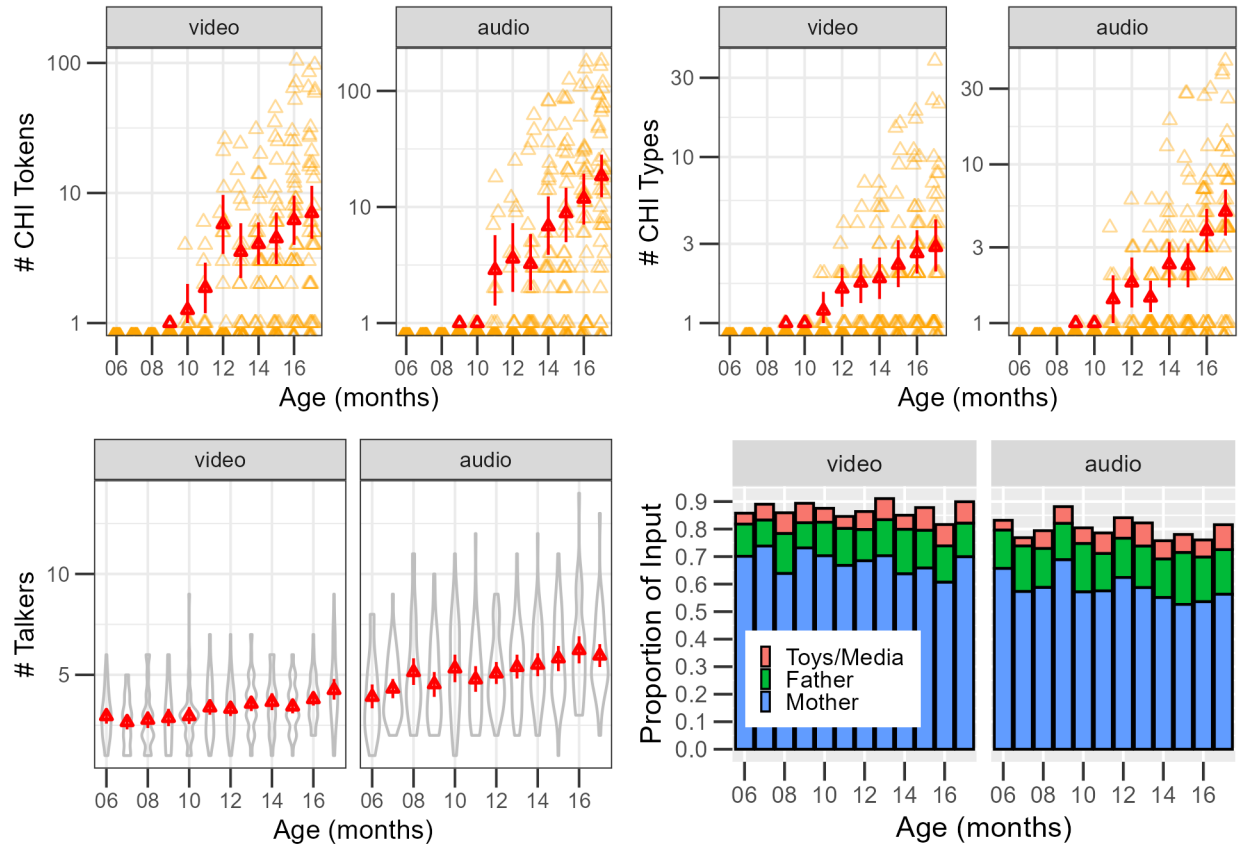 video audio
# CHI Tokens
100
10
1
100
10
1
06 08 10 12 14 16 06 08 10 12 14 16
Age (months)
video audio
# CHI Types
30
10
3
1
30
10
3
1
06 08 10 12 14 16 06 08 10 12 14 16
Age (months)
video audio
# Talkers
10
5
06 08 10 12 14 16 06 08 10 12 14 16
Age (months)
video audio
Proportion of Input
0.9
0.8
0.7
0.6
0.5
0.4
0.3
0.2
0.1
0.0
Toys/Media
Father
Mother
06 08 10 12 14 16 06 08 10 12 14 16
Age (months)